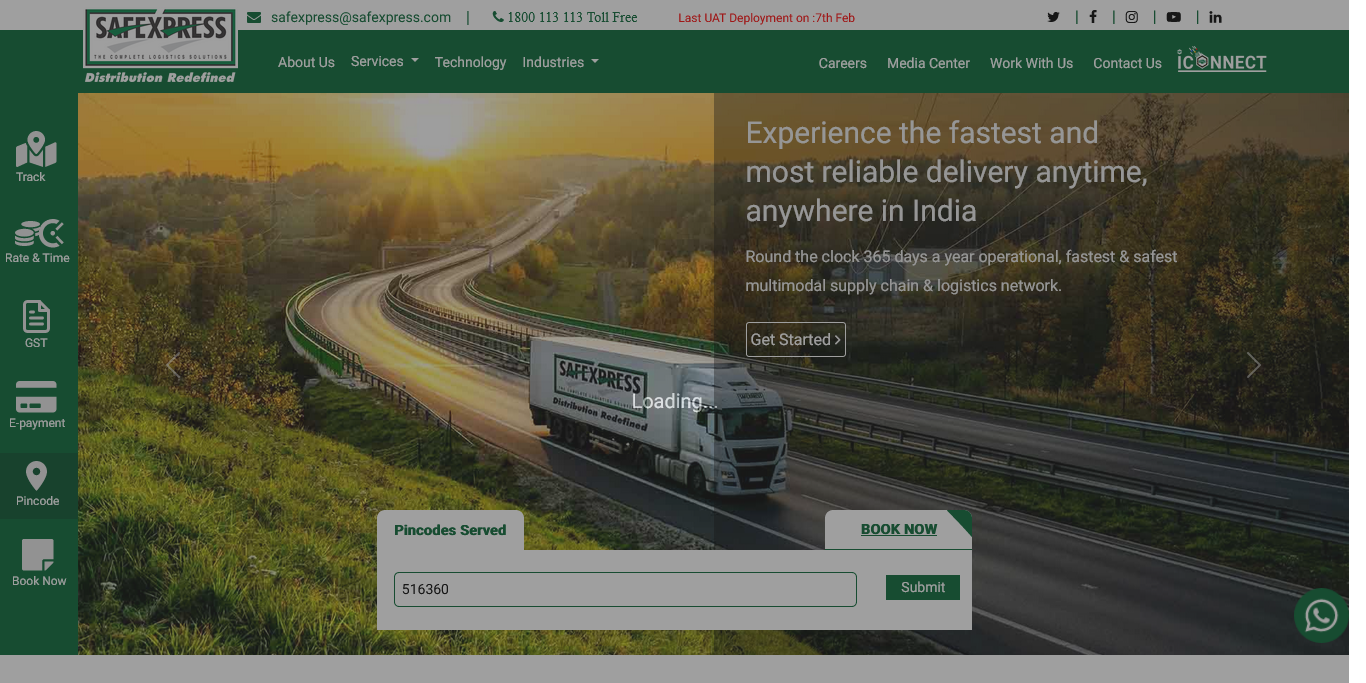 SAFEXPRESS
THE COMPLETE LOGISTICS SOLUTIONS
Distribution Redefined
safexpress@safexpress.com | 1800 113 113 Toll Free
Last UAT Deployment on :7th Feb
About Us Services Technology Industries
Careers Media Center Work With Us Contact Us iCONNECT
Track
Rate & Time
GST
E-payment
Pincode
Book Now
Experience the fastest and
most reliable delivery anytime,
anywhere in India
Round the clock 365 days a year operational, fastest & safest
multimodal supply chain & logistics network.
Get Started >
SAFEXPRESS
THE COMPLETE LOGISTICS SOLUTIONS
Distribution Redefined
Loading...
Pincodes Served
BOOK NOW
516360
Submit